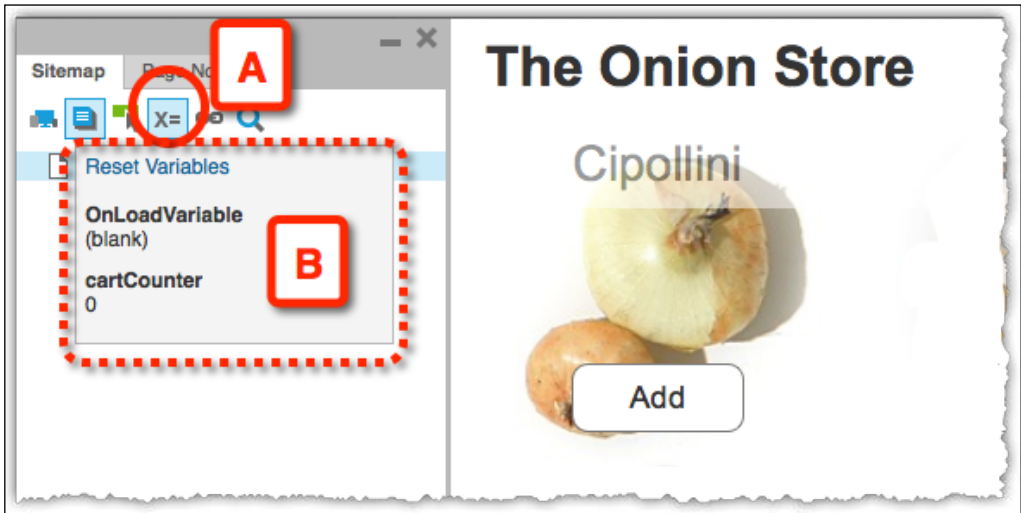 Sitemap
A
X=
Reset Variables
OnLoadVariable
(blank)
cartCounter
0
B
The Onion Store
Cipollini
Add